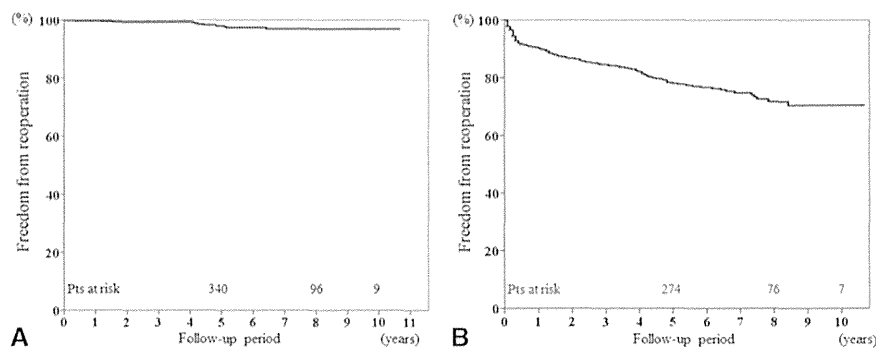 (%)
100
80
60
40
20
0
Freedom from reoperation
Pts at risk 340 96 9
0 1 2 3 4 5 6 7 8 9 10 11
Follow-up period (years)
A
(%)
100
80
60
40
20
0
Freedom from reoperation
Pts at risk 274 76 7
0 1 2 3 4 5 6 7 8 9 10
Follow-up period (years)
B